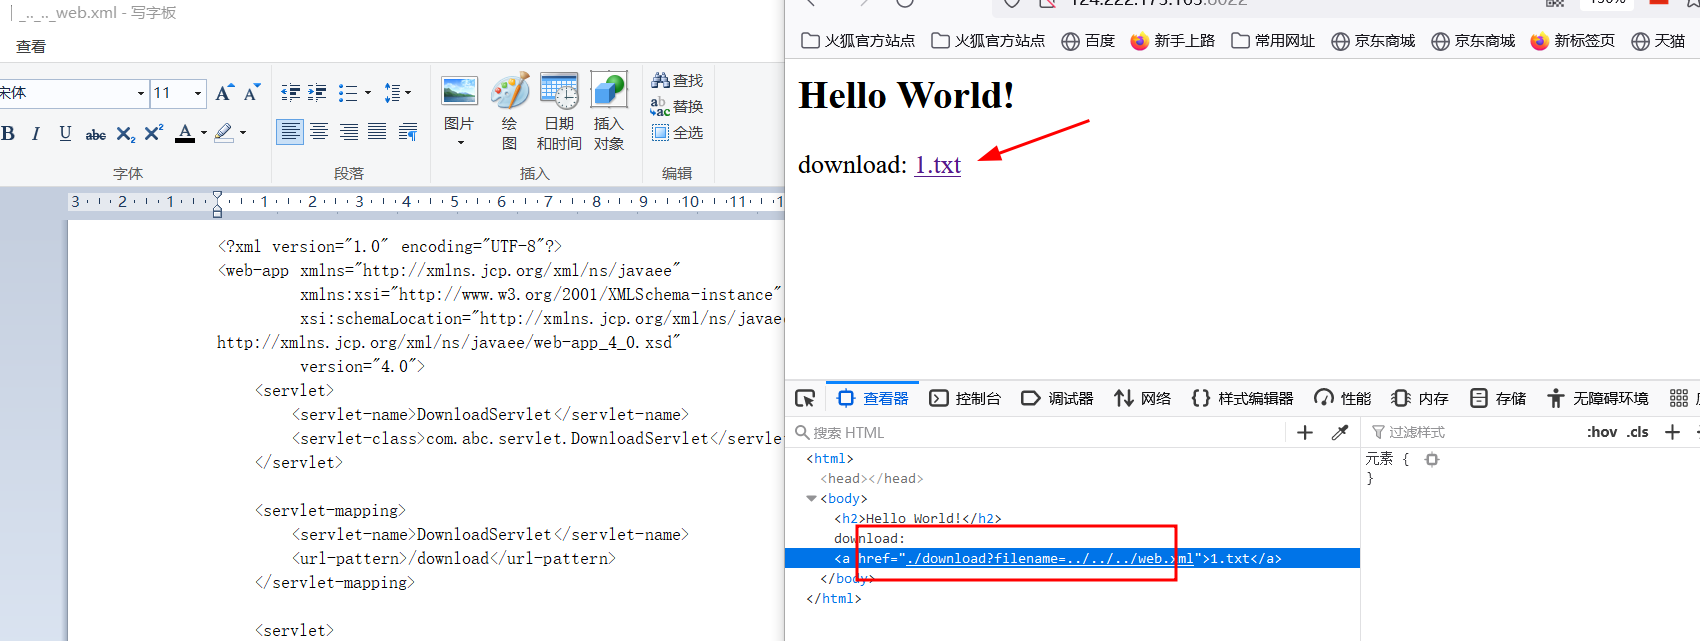 _.._.._web.xml - 写字板
查看
宋体
11
B I U abc X₂ X² A
图片
绘图
日期和时间
插入对象
查找
替换
全选
字体
段落
插入
编辑
3 2 1 1 2 3 4 5 6 7 8 9 10 11
<?xml version="1.0" encoding="UTF-8"?>
<web-app xmlns="http://xmlns.jcp.org/xml/ns/javaee"
xmlns:xsi="http://www.w3.org/2001/XMLSchema-instance"
xsi:schemaLocation="http://xmlns.jcp.org/xml/ns/javaee
http://xmlns.jcp.org/xml/ns/javaee/web-app_4_0.xsd"
version="4.0">
<servlet>
<servlet-name>DownloadServlet</servlet-name>
<servlet-class>com.abc.servlet.DownloadServlet</servle
</servlet>
<servlet-mapping>
<servlet-name>DownloadServlet</servlet-name>
<url-pattern>/download</url-pattern>
</servlet-mapping>
<servlet>
火狐官方站点 火狐官方站点 百度 新手上路 常用网址 京东商城 京东商城 新标签页 天猫
Hello World!
download: 1.txt
查看器 控制台 调试器 网络 样式编辑器 性能 内存 存储 无障碍环境
搜索 HTML
过滤样式 :hov .cls
<html>
<head></head>
<body>
<h2>Hello World!</h2>
download:
<a href="./download?filename=../../../web.xml">1.txt</a>
</body>
</html>
元素 {
}